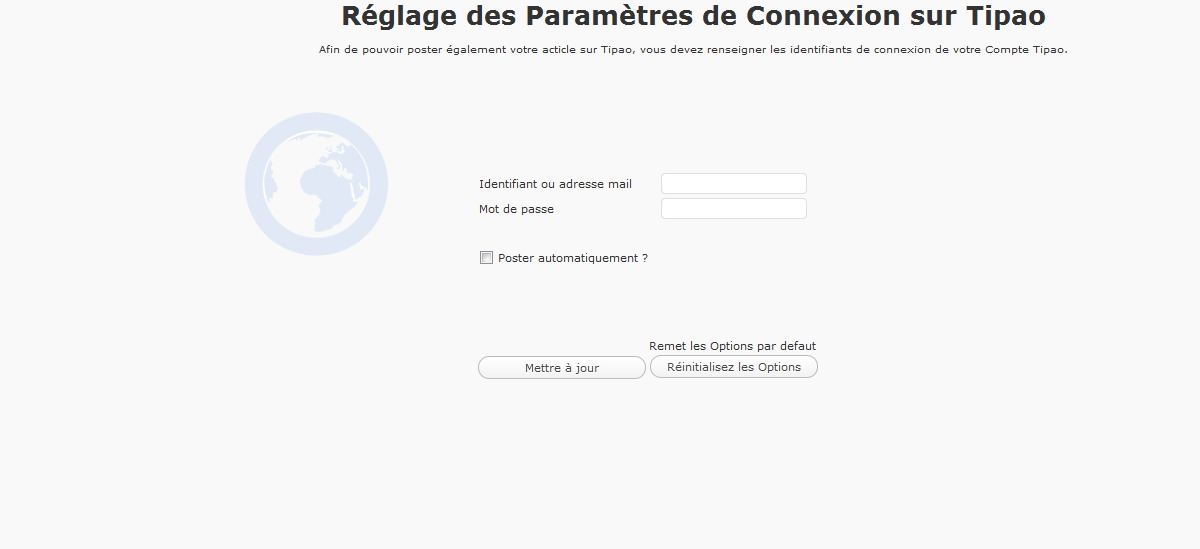 Réglage des Paramètres de Connexion sur Tipao
Afin de pouvoir poster également votre article sur Tipao, vous devez renseigner les identifiants de connexion de votre Compte Tipao.
Identifiant ou adresse mail
Mot de passe
Poster automatiquement ?
Remet les Options par defaut
Mettre à jour
Réinitialisez les Options